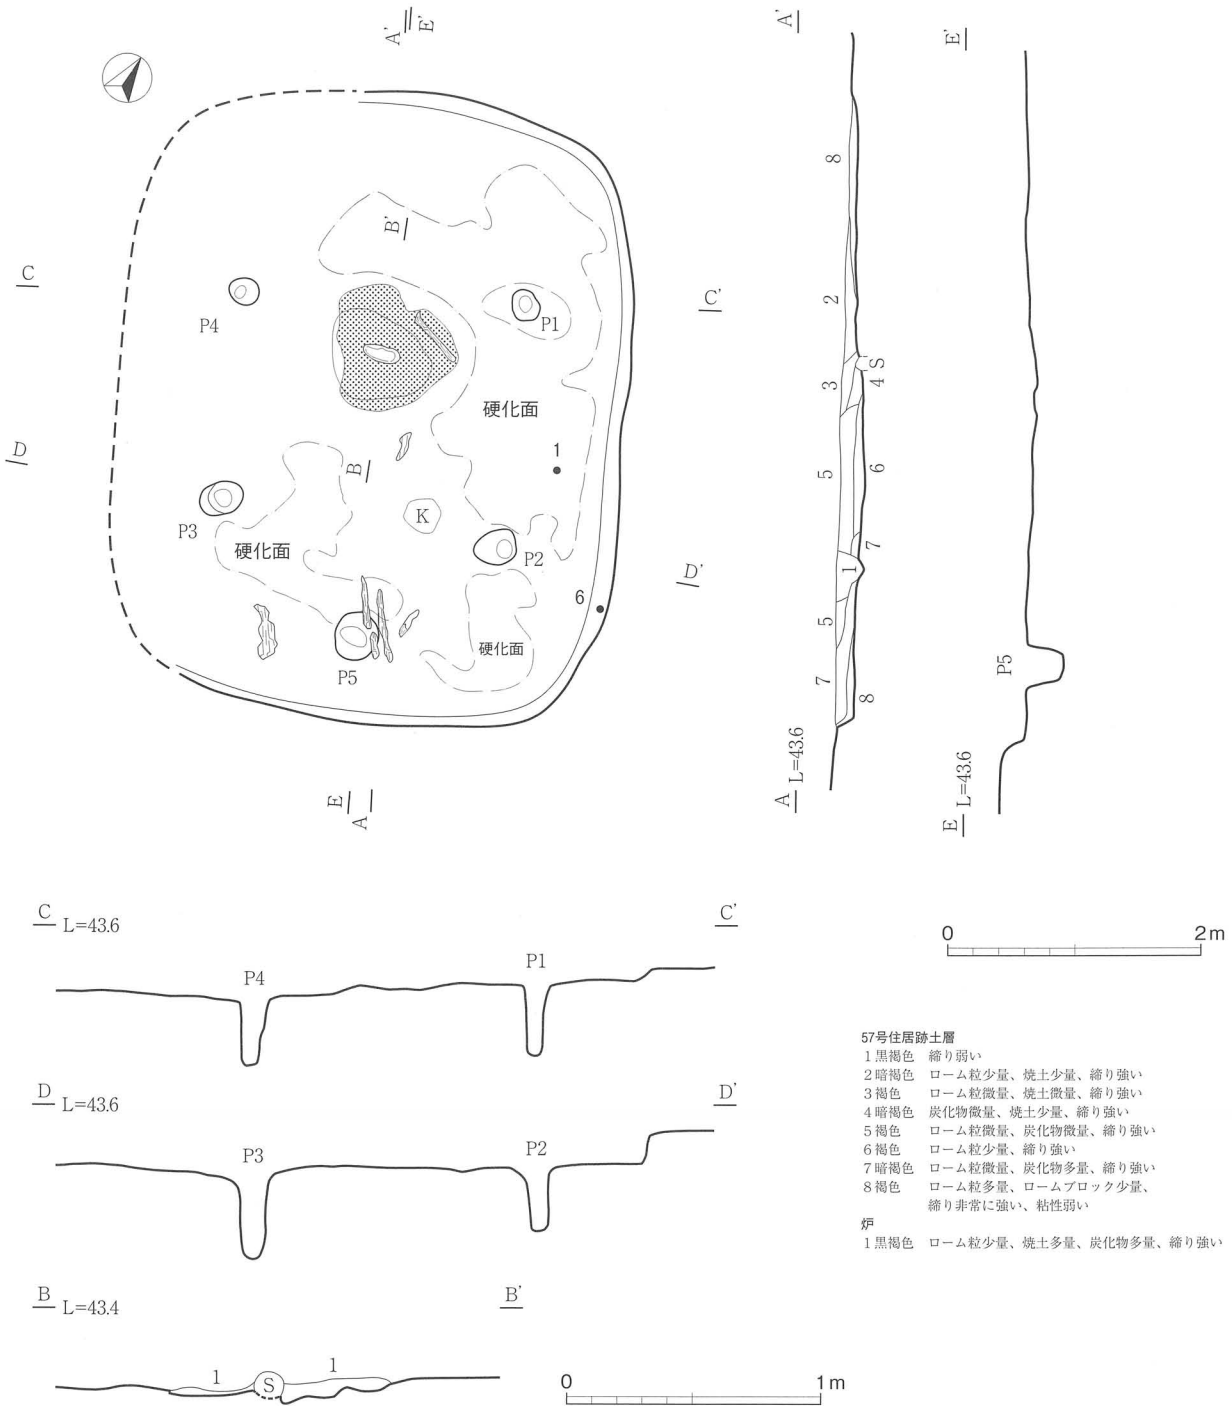 A' E'
B'
C
C'
P4
P1
硬化面
1
D
B
K
P3
硬化面
P2
D'
6
硬化面
P5
E
A
A'
8
2
S
3
4
5
6
7
1
5
7
8
A L=43.6
E'
P5
E L=43.6
C L=43.6
C'
P4
P1
D L=43.6
D'
P3
P2
B L=43.4
B'
1
S
1
0 2m
0 1m
57号住居跡土層
1黒褐色 締り弱い
2暗褐色 ローム粒少量、焼土少量、締り強い
3褐色 ローム粒微量、焼土微量、締り強い
4暗褐色 炭化物微量、焼土少量、締り強い
5褐色 ローム粒微量、炭化物微量、締り強い
6褐色 ローム粒少量、締り強い
7暗褐色 ローム粒微量、炭化物多量、締り強い
8褐色 ローム粒多量、ロームブロック少量、
締り非常に強い、粘性弱い
炉
1黒褐色 ローム粒少量、焼土多量、炭化物多量、締り強い